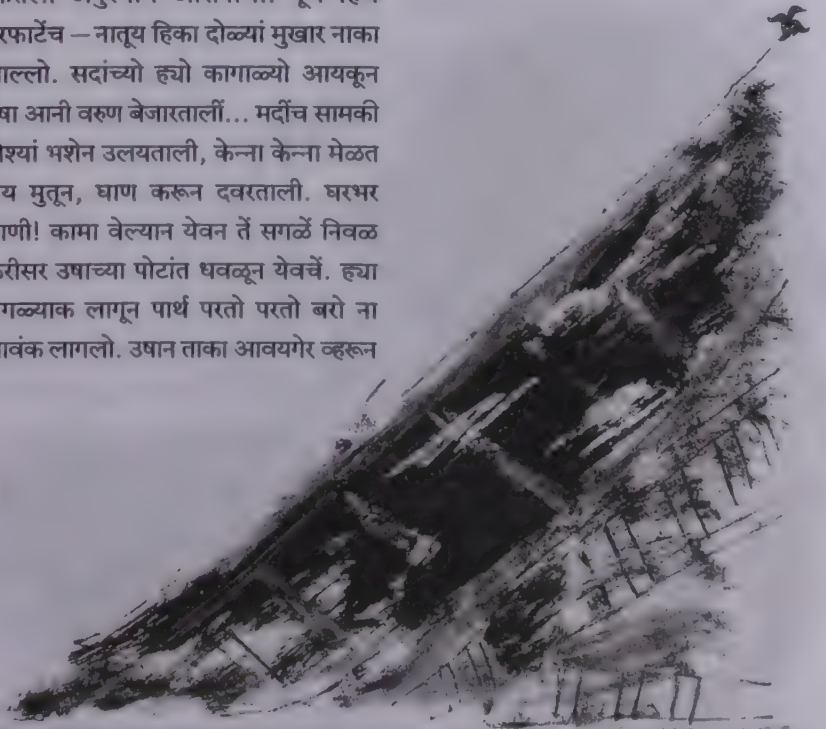 रफार्टेच – नातूय हिका दोळ्यां मुखार नाका
ाल्लो. सदांच्यो ह्यो कागाळ्यो आयकून
षा आनी वरुण बेजारतालीं... मदींच सामकी
श्यां भशेन उलयताली, केन्ना केन्ना मेळत
य मुतून, घाण करून दवरताली. घरभर
ाणी! कामा वेल्यान येवन तें सगळें निवळ
रीसर उषाच्या पोटांत धवळून येवचें. ह्या
गळ्याक लागून पार्थ परतो परतो बरो ना
ावंक लागलो. उषान ताका आवयगेर व्हरून